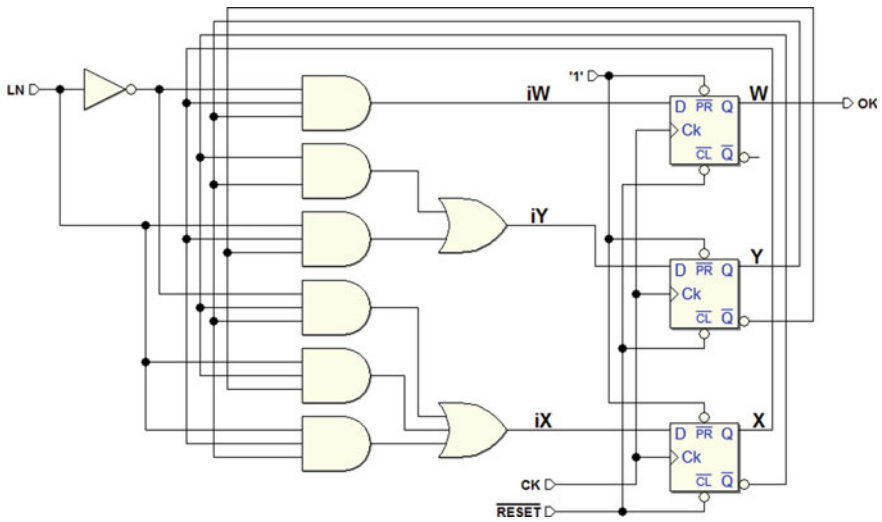 LN
'1'
iW
W
D PR Q
OK
Ck
CL Q
iY
Y
D PR Q
Ck
CL Q
iX
X
D PR Q
Ck
CL Q
CK
RESET